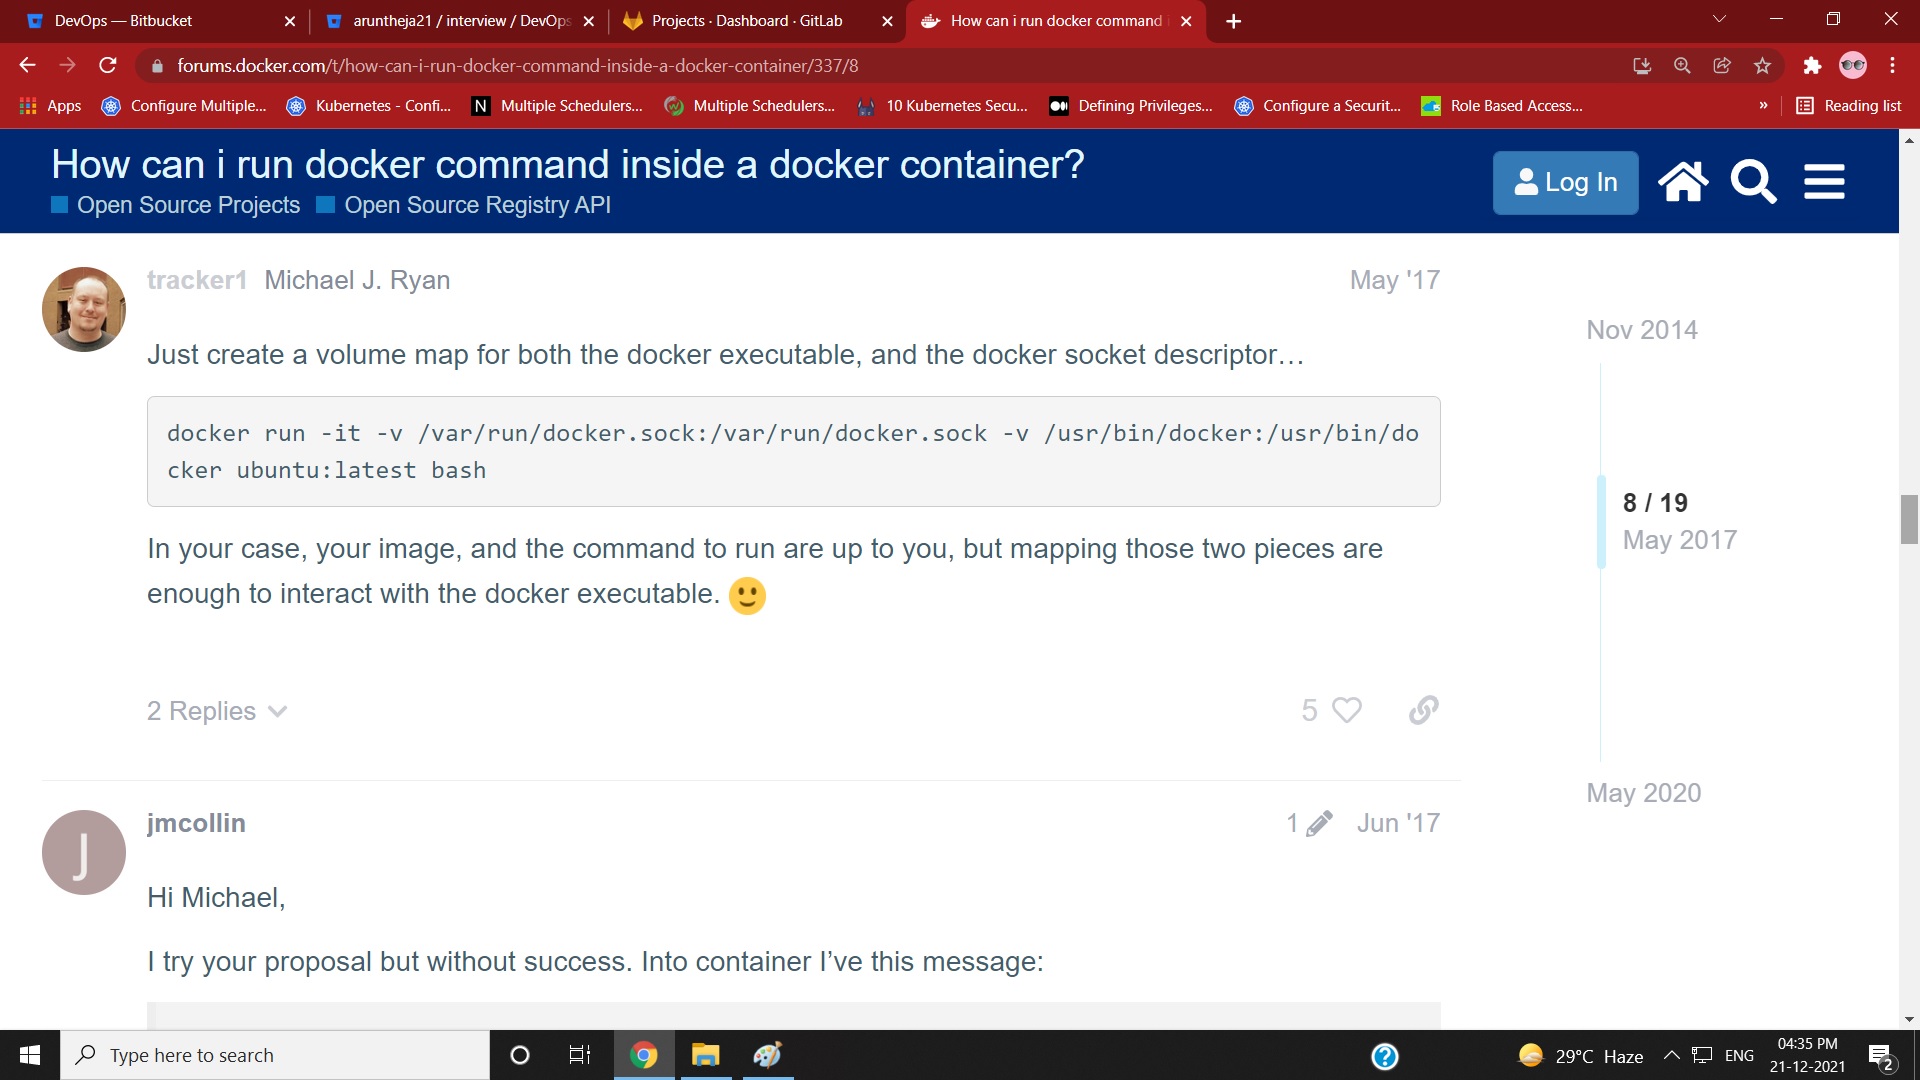 DevOps — Bitbucket
aruntheja21 / interview / DevOps
Projects · Dashboard · GitLab
How can i run docker command i
forums.docker.com/t/how-can-i-run-docker-command-inside-a-docker-container/337/8
Apps
Configure Multiple...
Kubernetes - Confi...
N
Multiple Schedulers...
Multiple Schedulers...
10 Kubernetes Secu...
Defining Privileges...
Configure a Securit...
Role Based Access...
»
Reading list
How can i run docker command inside a docker container?
Open Source Projects
Open Source Registry API
Log In
tracker1 Michael J. Ryan
May '17
Just create a volume map for both the docker executable, and the docker socket descriptor…
docker run -it -v /var/run/docker.sock:/var/run/docker.sock -v /usr/bin/docker:/usr/bin/do
cker ubuntu:latest bash
In your case, your image, and the command to run are up to you, but mapping those two pieces are
enough to interact with the docker executable. 🙂
2 Replies
5
Nov 2014
8 / 19
May 2017
May 2020
J
jmcollin
1
Jun '17
Hi Michael,
I try your proposal but without success. Into container I’ve this message:
Type here to search
29°C Haze
ENG
04:35 PM
21-12-2021
2